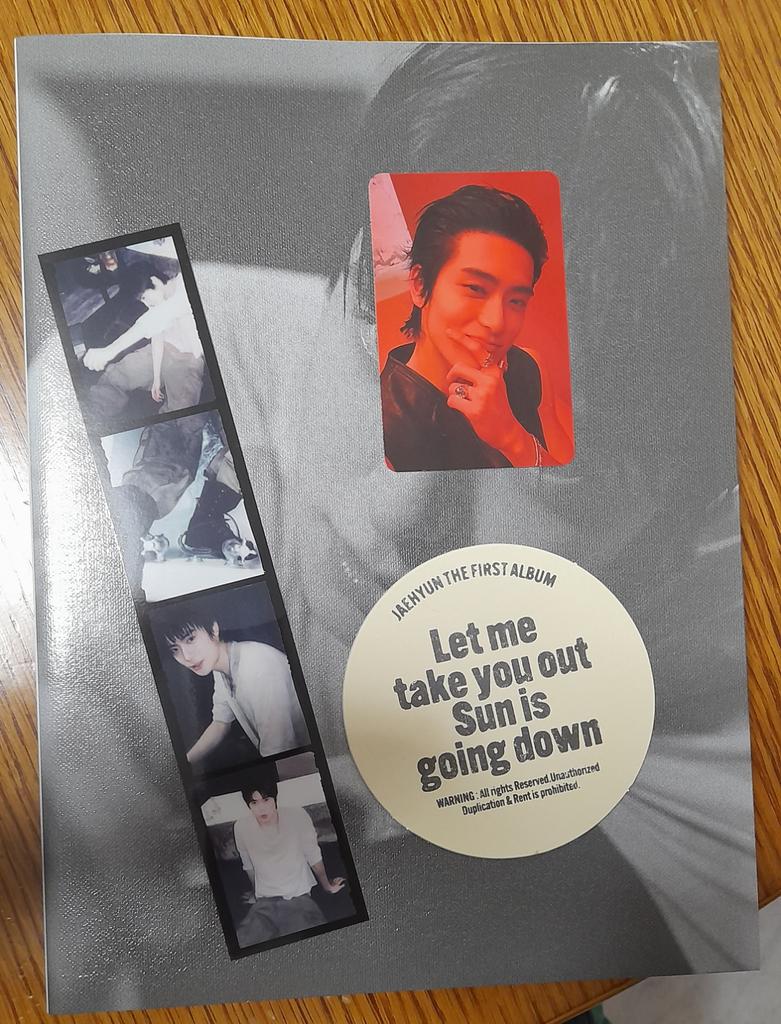 JAEHYUN THE FIRST ALBUM
Let me
take you out
Sun is
going down
WARNING : All rights Reserved.Unauthorized
Duplication & Rent is prohibited.